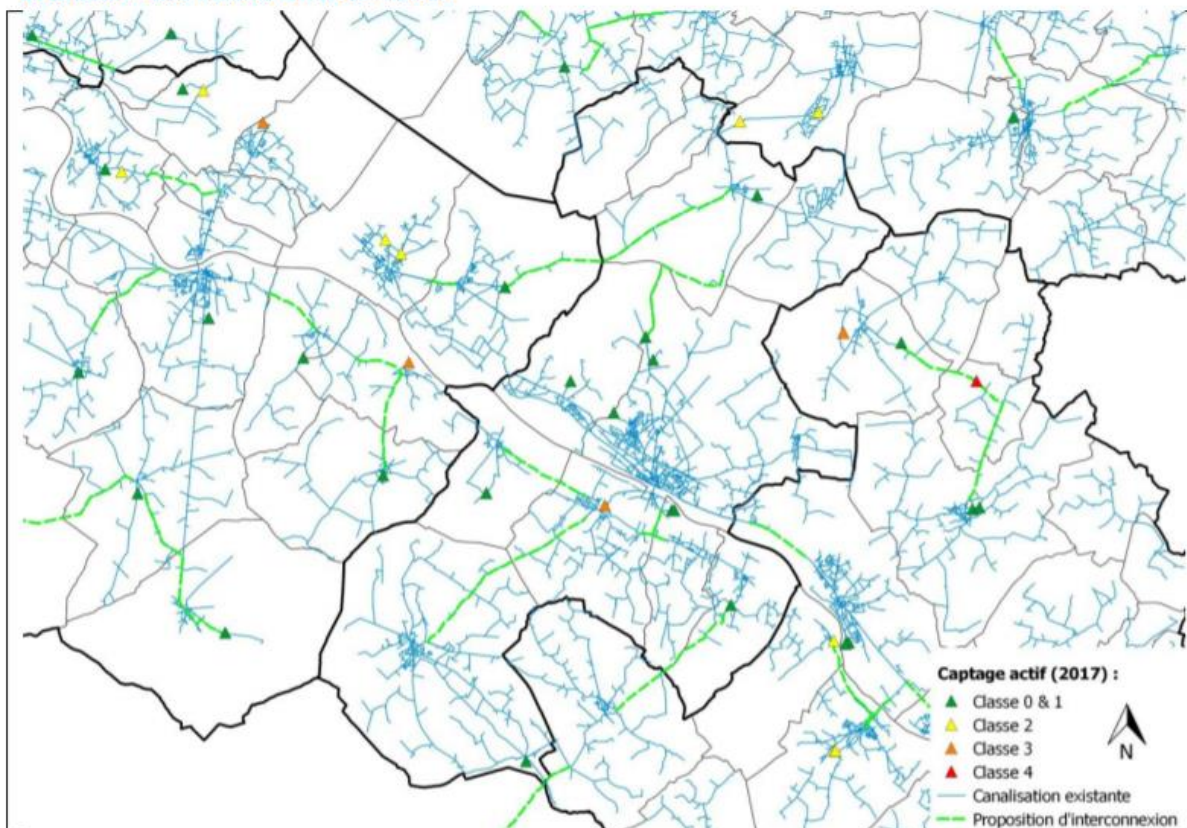 Captage actif (2017) :
Classe 0 & 1
Classe 2
Classe 3
Classe 4
Canalisation existante
Proposition d'interconnexion
N